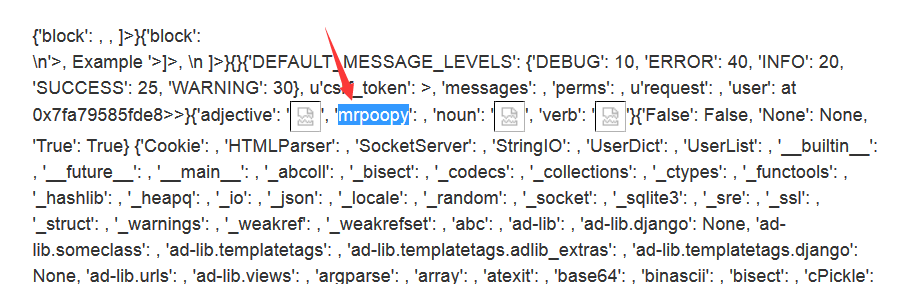 {'block': , , ]>}{'block':
\n'>, Example '>]>, \n ]>}{}{'DEFAULT_MESSAGE_LEVELS': {'DEBUG': 10, 'ERROR': 40, 'INFO': 20,
'SUCCESS': 25, 'WARNING': 30}, u'csrf_token': >, 'messages': , 'perms': , u'request': , 'user': at
0x7fa79585fde8>>}{'adjective': '', 'mrpoopy': , 'noun': '', 'verb': ''}{'False': False, 'None': None,
'True': True} {'Cookie': , 'HTMLParser': , 'SocketServer': , 'StringIO': , 'UserDict': , 'UserList': , '__builtin__':
, '__future__': , '__main__': , '_abcoll': , '_bisect': , '_codecs': , '_collections': , '_ctypes': , '_functools': ,
'_hashlib': , '_heapq': , '_io': , '_json': , '_locale': , '_random': , '_socket': , '_sqlite3': , '_sre': , '_ssl': ,
'_struct': , '_warnings': , '_weakref': , '_weakrefset': , 'abc': , 'ad-lib': , 'ad-lib.django': None, 'ad-
lib.someclass': , 'ad-lib.templatetags': , 'ad-lib.templatetags.adlib_extras': , 'ad-lib.templatetags.django':
None, 'ad-lib.urls': , 'ad-lib.views': , 'argparse': , 'array': , 'atexit': , 'base64': , 'binascii': , 'bisect': , 'cPickle':